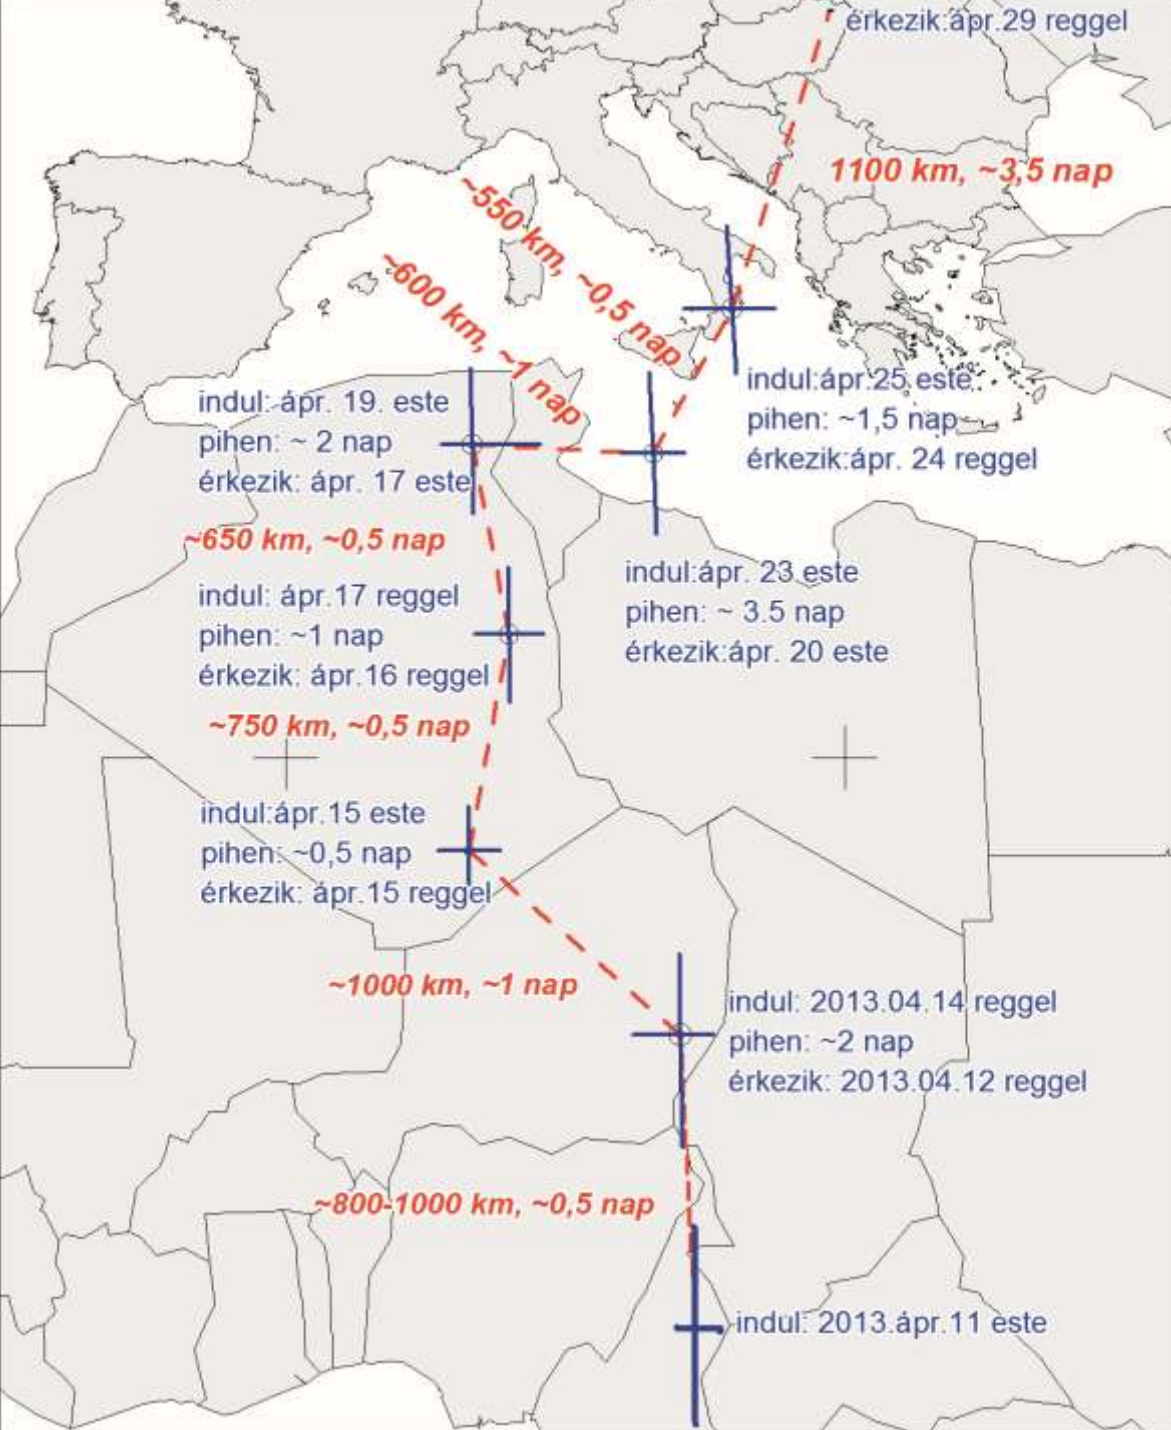 érkezik:ápr.29 reggel
1100 km, ~3,5 nap
~550 km, ~0,5 nap
~600 km, ~1 nap
indul:ápr.25 este
pihen: ~1,5 nap
érkezik:ápr. 24 reggel
indul: ápr. 19. este
pihen: ~ 2 nap
érkezik: ápr. 17 este
~650 km, ~0,5 nap
indul:ápr. 23 este
pihen: ~ 3.5 nap
érkezik:ápr. 20 este
indul: ápr.17 reggel
pihen: ~1 nap
érkezik: ápr.16 reggel
~750 km, ~0,5 nap
indul:ápr.15 este
pihen: ~0,5 nap
érkezik: ápr.15 reggel
~1000 km, ~1 nap
indul: 2013.04.14 reggel
pihen: ~2 nap
érkezik: 2013.04.12 reggel
~800-1000 km, ~0,5 nap
indul: 2013.ápr.11 este